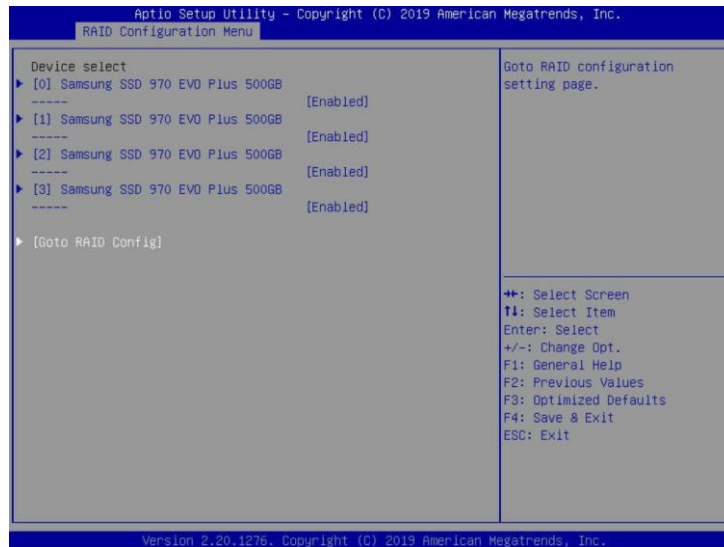 Aptio Setup Utility – Copyright (C) 2019 American Megatrends, Inc.
RAID Configuration Menu
Device select
[0] Samsung SSD 970 EVO Plus 500GB
----- [Enabled]
[1] Samsung SSD 970 EVO Plus 500GB
----- [Enabled]
[2] Samsung SSD 970 EVO Plus 500GB
----- [Enabled]
[3] Samsung SSD 970 EVO Plus 500GB
----- [Enabled]
[Goto RAID Config]
Goto RAID configuration
setting page.
→←: Select Screen
↑↓: Select Item
Enter: Select
+/-: Change Opt.
F1: General Help
F2: Previous Values
F3: Optimized Defaults
F4: Save & Exit
ESC: Exit
Version 2.20.1276. Copyright (C) 2019 American Megatrends, Inc.